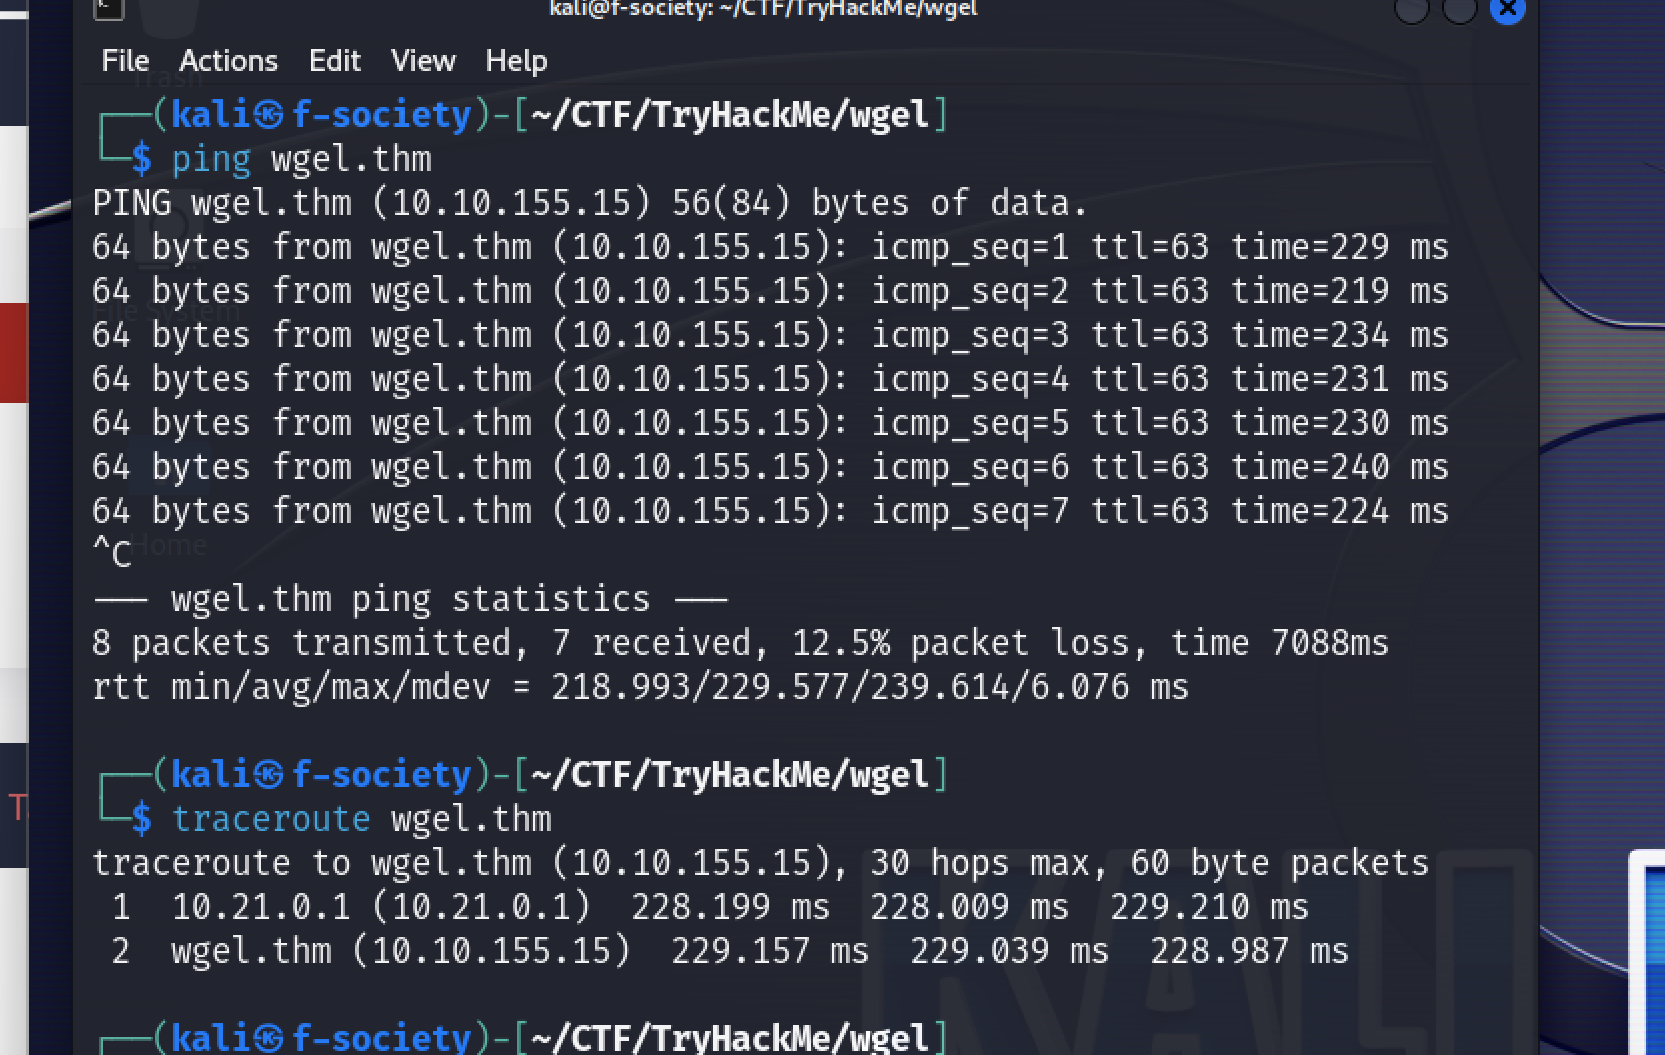 kali@f-society: ~/CTF/TryHackMe/wgel
File Actions Edit View Help
Trash
┌──(kali㉿f-society)-[~/CTF/TryHackMe/wgel]
└─$ ping wgel.thm
PING wgel.thm (10.10.155.15) 56(84) bytes of data.
64 bytes from wgel.thm (10.10.155.15): icmp_seq=1 ttl=63 time=229 ms
64 bytes from wgel.thm (10.10.155.15): icmp_seq=2 ttl=63 time=219 ms
File System
64 bytes from wgel.thm (10.10.155.15): icmp_seq=3 ttl=63 time=234 ms
64 bytes from wgel.thm (10.10.155.15): icmp_seq=4 ttl=63 time=231 ms
64 bytes from wgel.thm (10.10.155.15): icmp_seq=5 ttl=63 time=230 ms
64 bytes from wgel.thm (10.10.155.15): icmp_seq=6 ttl=63 time=240 ms
64 bytes from wgel.thm (10.10.155.15): icmp_seq=7 ttl=63 time=224 ms
^C
Home
--- wgel.thm ping statistics ---
8 packets transmitted, 7 received, 12.5% packet loss, time 7088ms
rtt min/avg/max/mdev = 218.993/229.577/239.614/6.076 ms
┌──(kali㉿f-society)-[~/CTF/TryHackMe/wgel]
└─$ traceroute wgel.thm
traceroute to wgel.thm (10.10.155.15), 30 hops max, 60 byte packets
1 10.21.0.1 (10.21.0.1) 228.199 ms 228.009 ms 229.210 ms
2 wgel.thm (10.10.155.15) 229.157 ms 229.039 ms 228.987 ms
KALI
┌──(kali㉿f-society)-[~/CTF/TryHackMe/wgel]